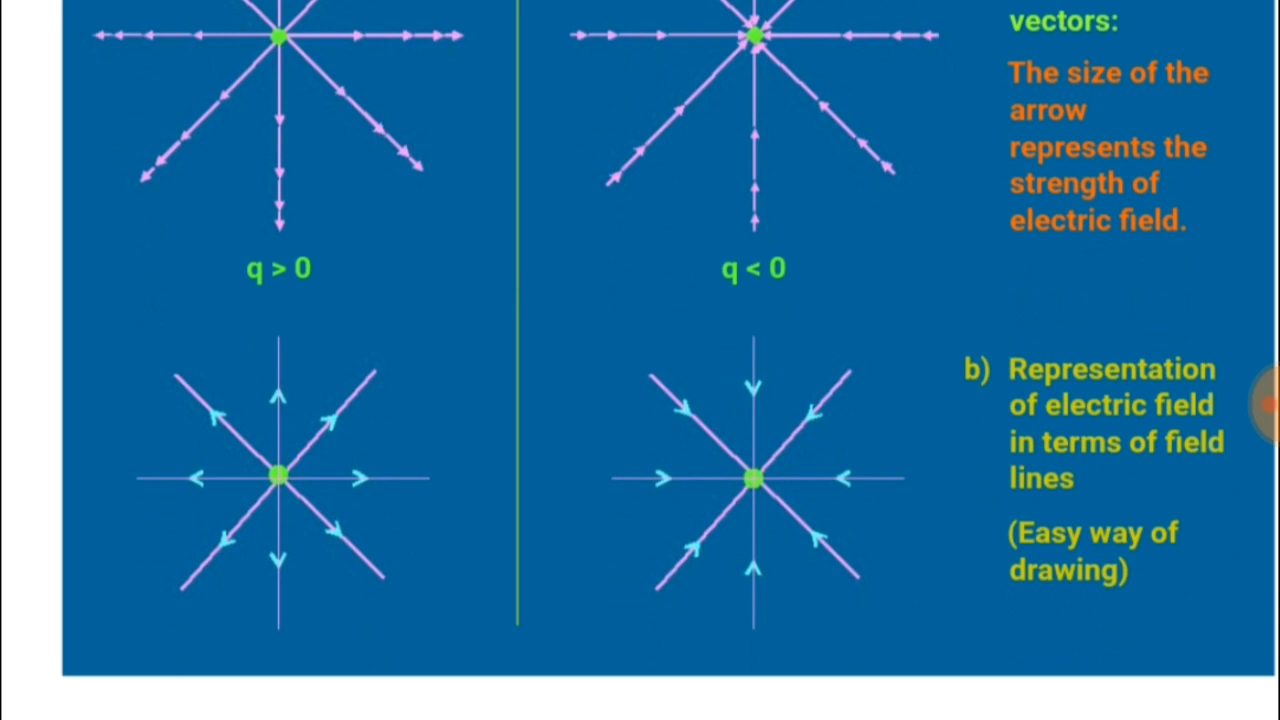 vectors:
The size of the
arrow
represents the
strength of
electric field.
q > 0
q < 0
b) Representation
of electric field
in terms of field
lines
(Easy way of
drawing)